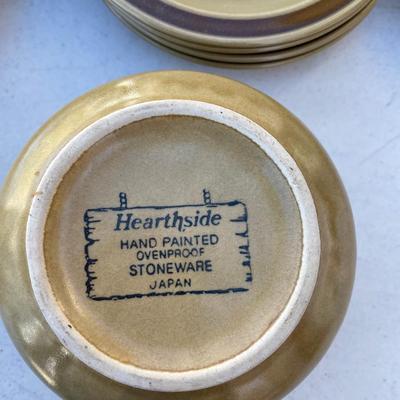 Hearthside
HAND PAINTED
OVENPROOF
STONEWARE
JAPAN